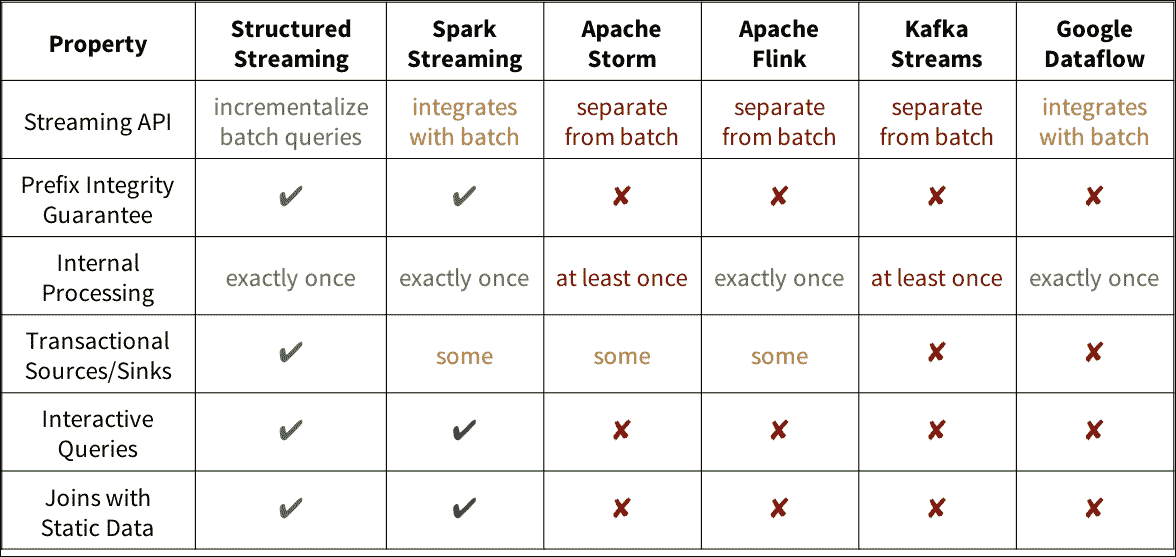 Property Structured Streaming Spark Streaming Apache Storm Apache Flink Kafka Streams Google Dataflow
Streaming API incrementalize batch queries integrates with batch separate from batch separate from batch separate from batch integrates with batch
Prefix Integrity Guarantee ✔ ✔ ✘ ✘ ✘ ✘
Internal Processing exactly once exactly once at least once exactly once at least once exactly once
Transactional Sources/Sinks ✔ some some some ✘ ✘
Interactive Queries ✔ ✔ ✘ ✘ ✘ ✘
Joins with Static Data ✔ ✔ ✘ ✘ ✘ ✘